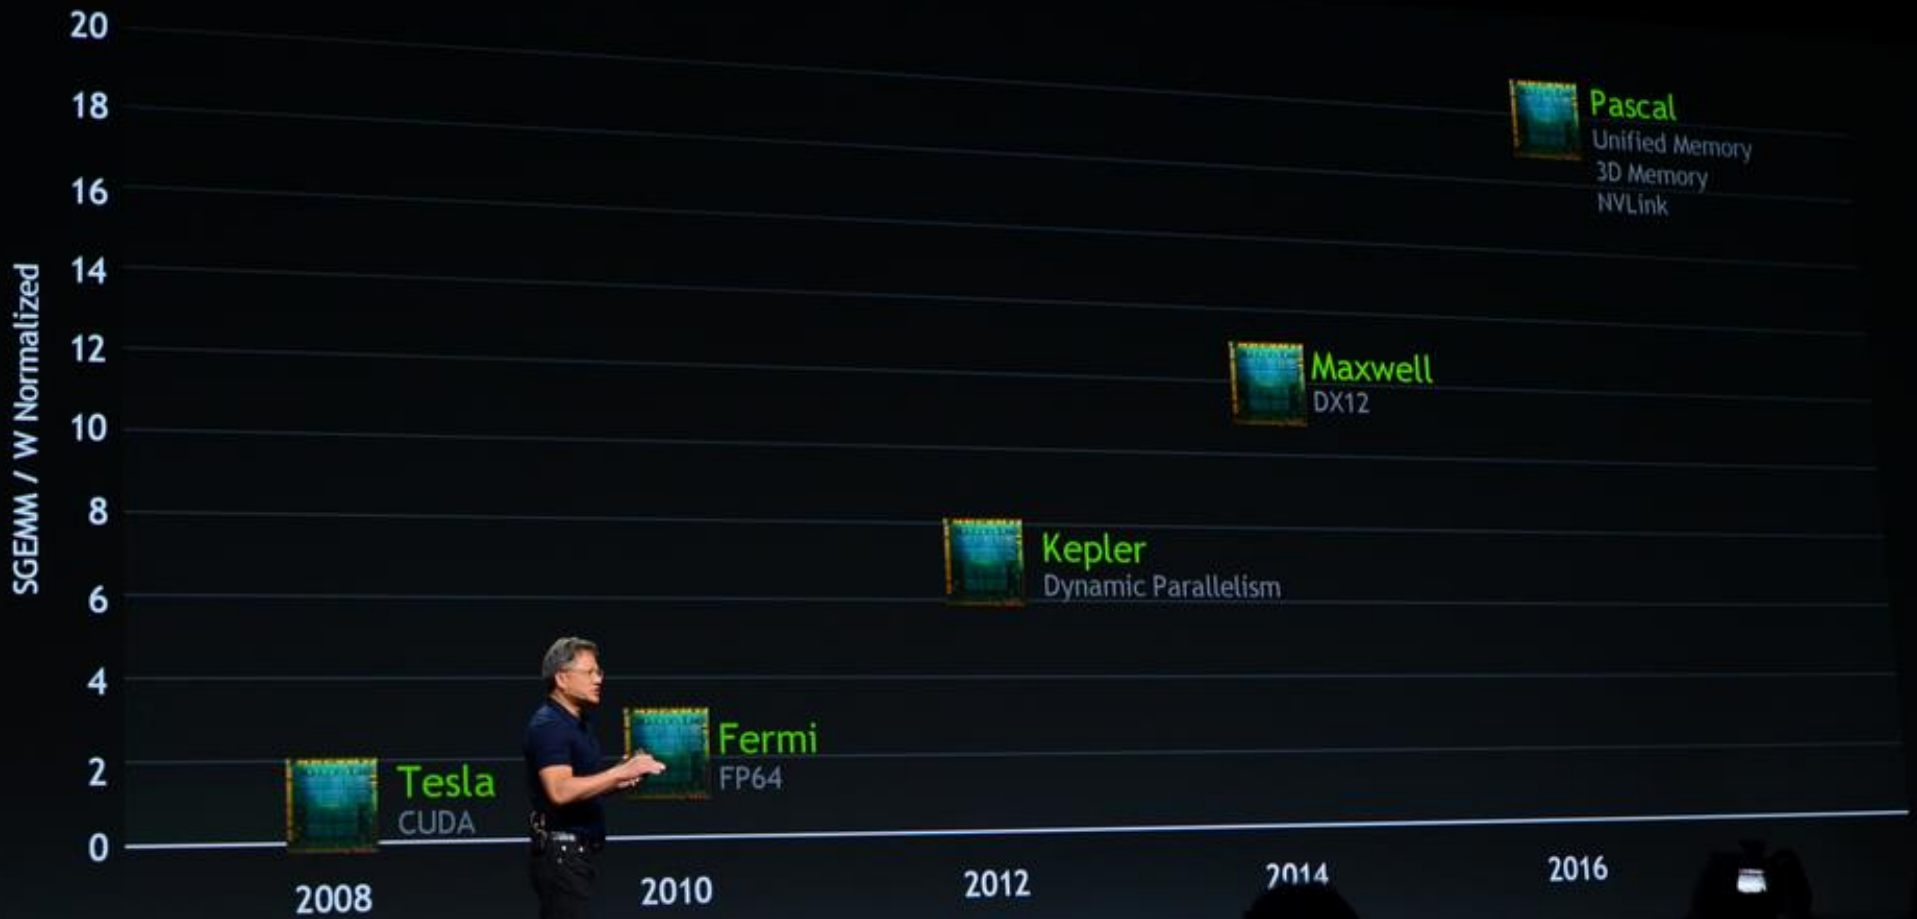 20
18
16
14
12
10
8
6
4
2
0
SGEMM / W Normalized
Pascal
Unified Memory
3D Memory
NVLink
Maxwell
DX12
Kepler
Dynamic Parallelism
Fermi
FP64
Tesla
CUDA
2008
2010
2012
2014
2016